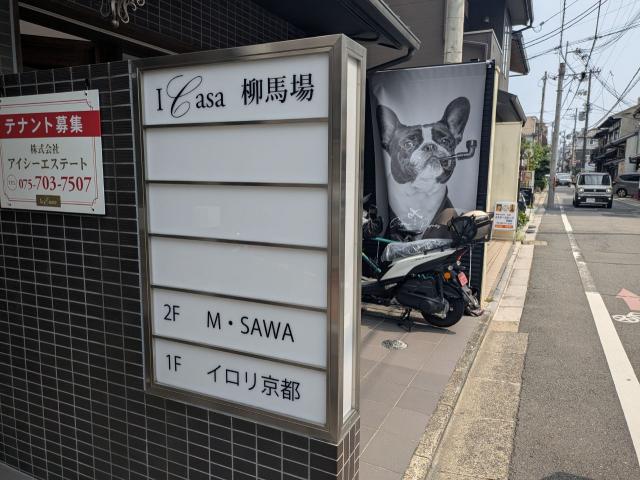 テナント募集
株式会社
アイシーエステート
TEL 075-703-7507
I Casa 柳馬場
2F M・SAWA
1F イロリ京都